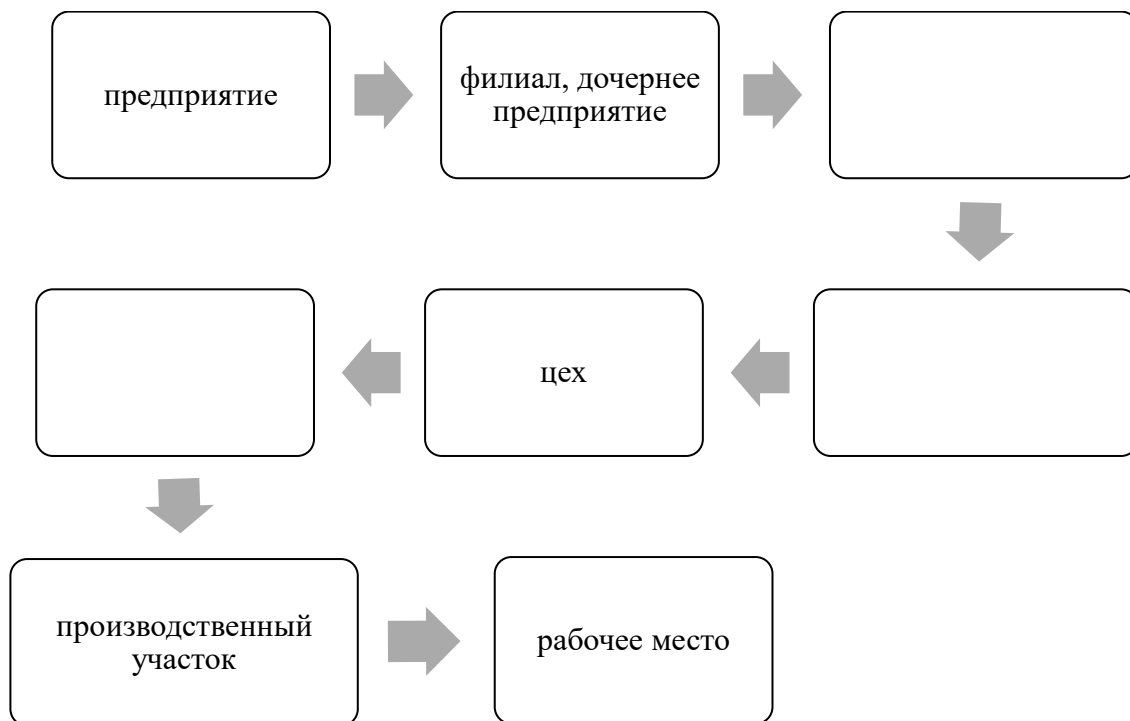 предприятие
филиал, дочернее
предприятие
цех
производственный
участок
рабочее место